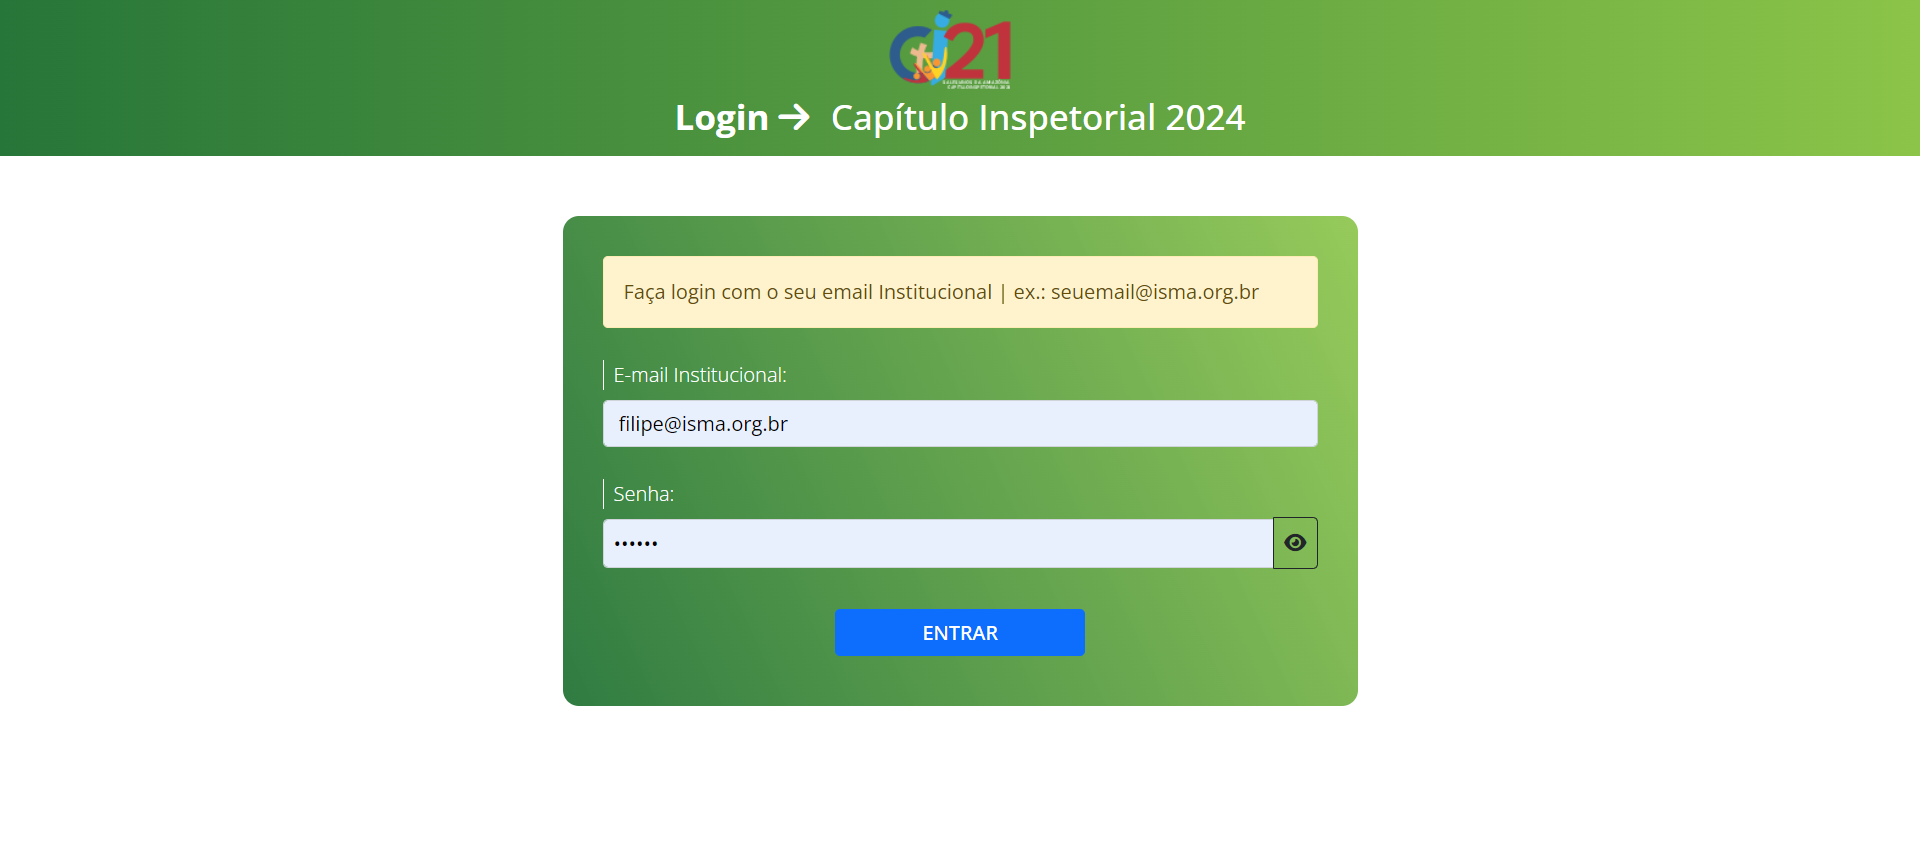 CI21
Login → Capítulo Inspetorial 2024
Faça login com o seu email Institucional | ex.: seuemail@isma.org.br
E-mail Institucional:
filipe@isma.org.br
Senha:
••••••
ENTRAR